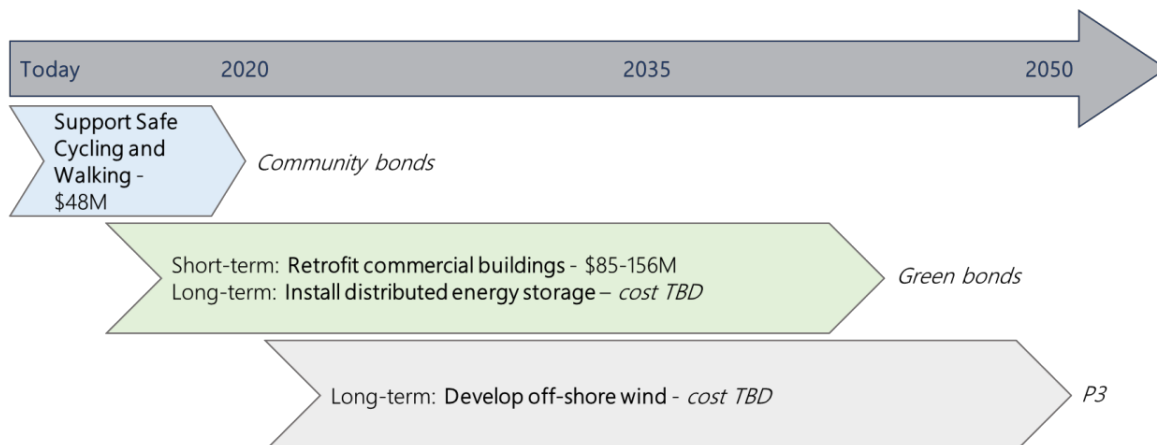 Today 2020 2035 2050
Support Safe
Cycling and
Walking -
$48M
Community bonds
Short-term: Retrofit commercial buildings - $85-156M
Long-term: Install distributed energy storage – cost TBD
Green bonds
Long-term: Develop off-shore wind - cost TBD
P3